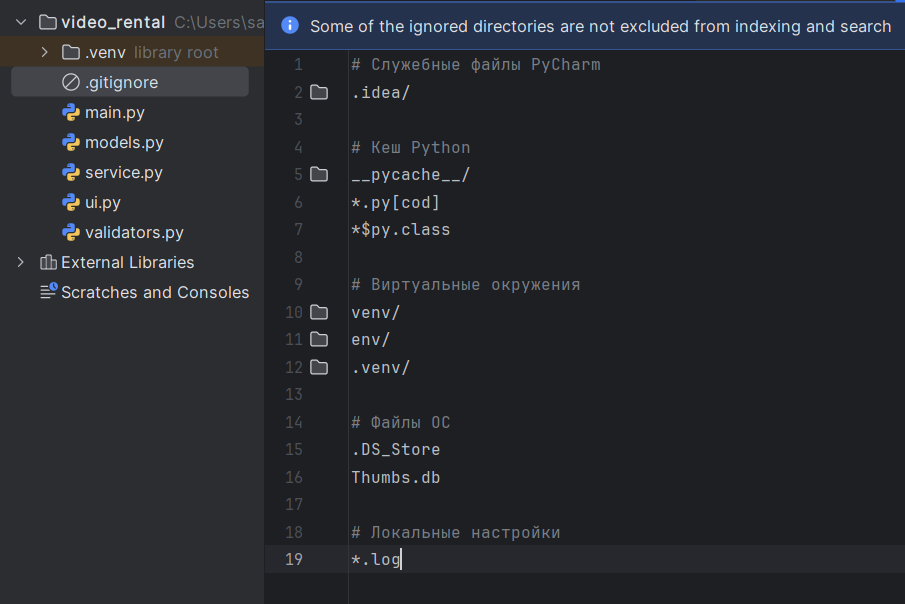 video_rental C:\Users\sa
.venv library root
.gitignore
main.py
models.py
service.py
ui.py
validators.py
External Libraries
Scratches and Consoles
Some of the ignored directories are not excluded from indexing and search
1 # Служебные файлы PyCharm
2 .idea/
3
4 # Кеш Python
5 __pycache__/
6 *.py[cod]
7 *$py.class
8
9 # Виртуальные окружения
10 venv/
11 env/
12 .venv/
13
14 # Файлы ОС
15 .DS_Store
16 Thumbs.db
17
18 # Локальные настройки
19 *.log